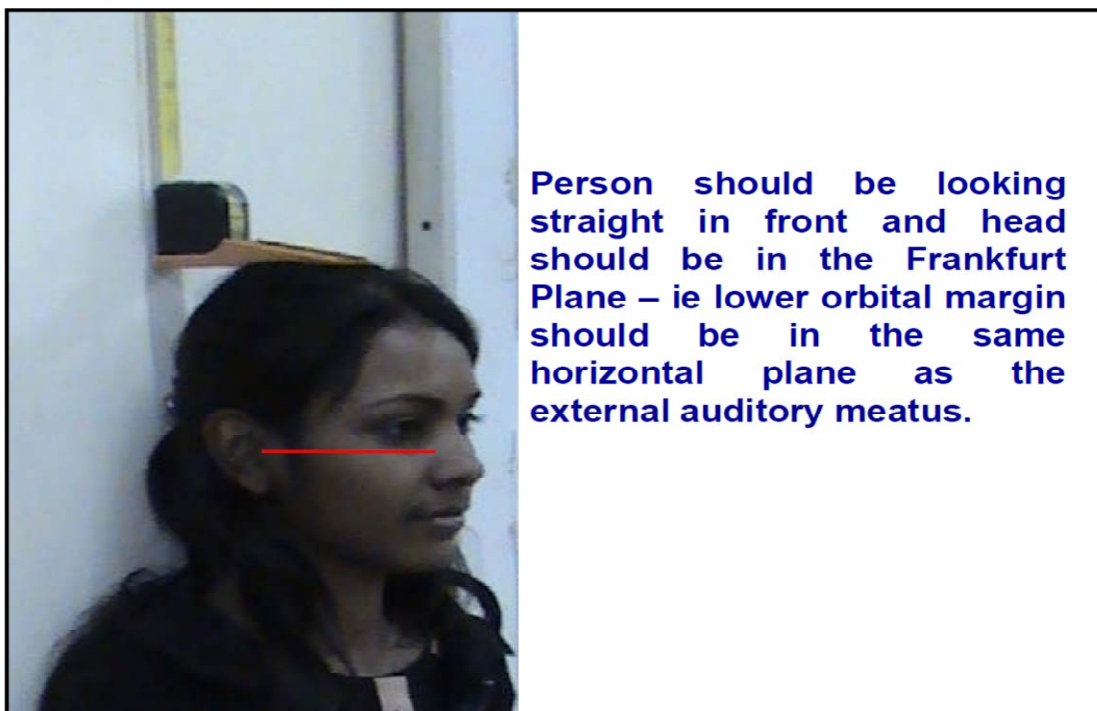 Person should be looking
straight in front and head
should be in the Frankfurt
Plane – ie lower orbital margin
should be in the same
horizontal plane as the
external auditory meatus.